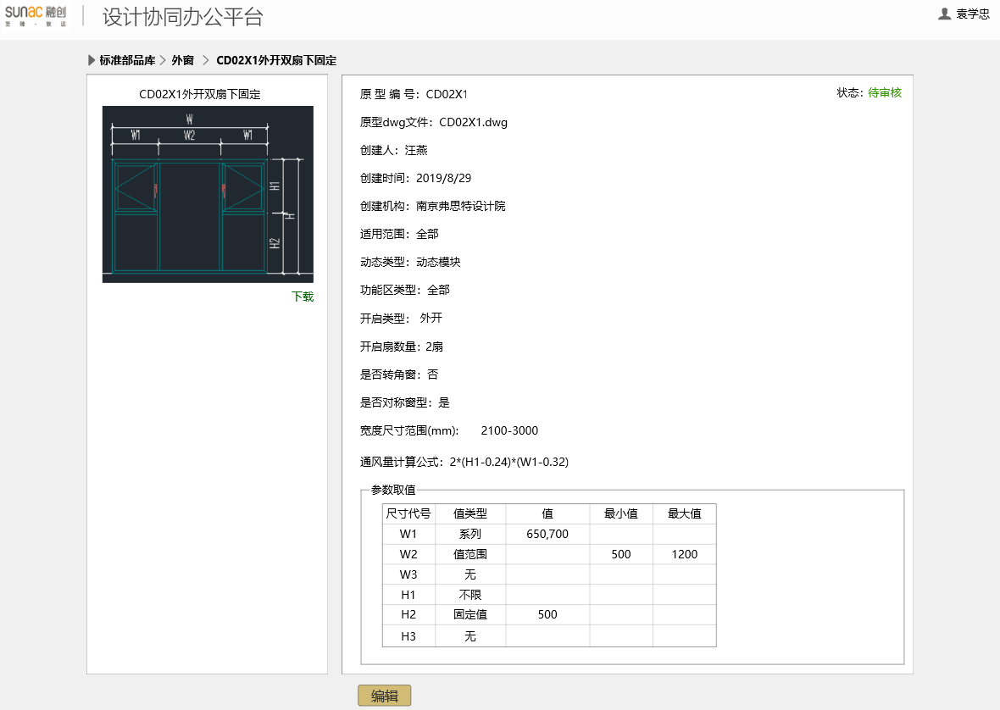 sunac 融创
至臻 · 致远
设计协同办公平台
袁学忠
标准部品库 > 外窗 > CD02X1外开双扇下固定
CD02X1外开双扇下固定
W
W1 W2 W1
H1
H
H2
下载
原 型 编 号：CD02X1
状态：待审核
原型dwg文件：CD02X1.dwg
创建人：汪燕
创建时间：2019/8/29
创建机构：南京弗思特设计院
适用范围：全部
动态类型：动态模块
功能区类型：全部
开启类型： 外开
开启扇数量：2扇
是否转角窗：否
是否对称窗型：是
宽度尺寸范围(mm): 2100-3000
通风量计算公式：2*(H1-0.24)*(W1-0.32)
参数取值
尺寸代号 值类型 值 最小值 最大值
W1 系列 650,700
W2 值范围 500 1200
W3 无
H1 不限
H2 固定值 500
H3 无
编辑